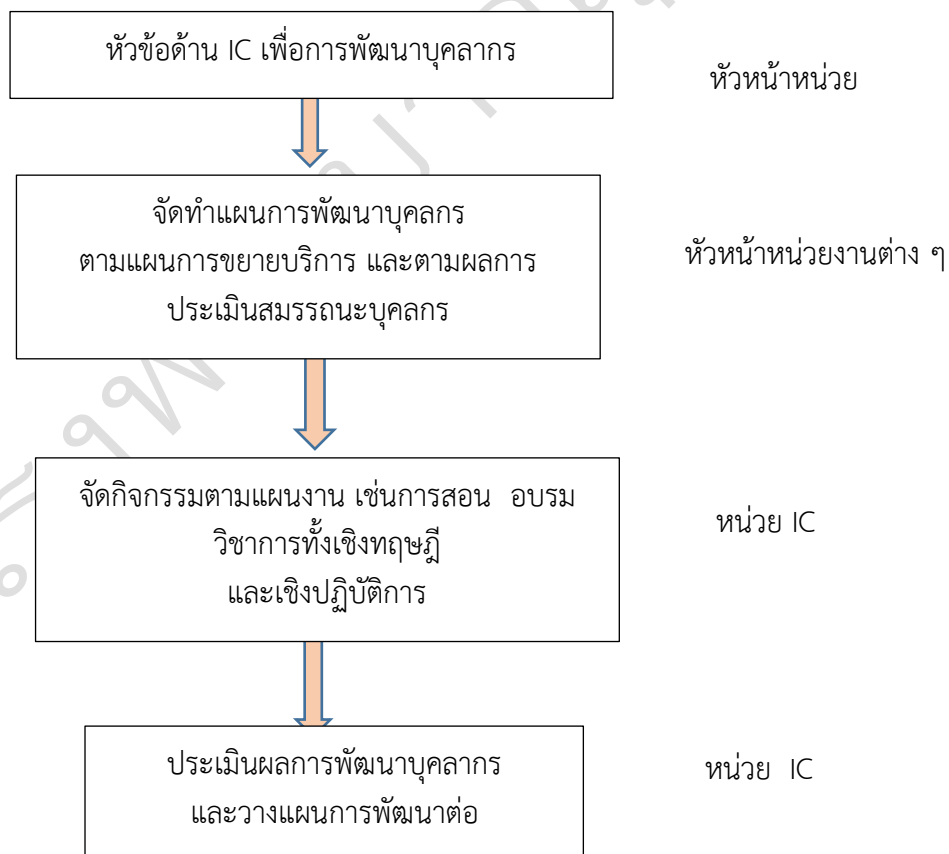 หัวข้อด้าน IC เพื่อการพัฒนาบุคลากร
หัวหน้าหน่วย
จัดทำแผนการพัฒนาบุคลกร
ตามแผนการขยายบริการ และตามผลการ
ประเมินสมรรถนะบุคลกร
หัวหน้าหน่วยงานต่าง ๆ
จัดกิจกรรมตามแผนงาน เช่นการสอน อบรม
วิชาการทั้งเชิงทฤษฎี
และเชิงปฏิบัติการ
หน่วย IC
ประเมินผลการพัฒนาบุคลากร
และวางแผนการพัฒนาต่อ
หน่วย IC